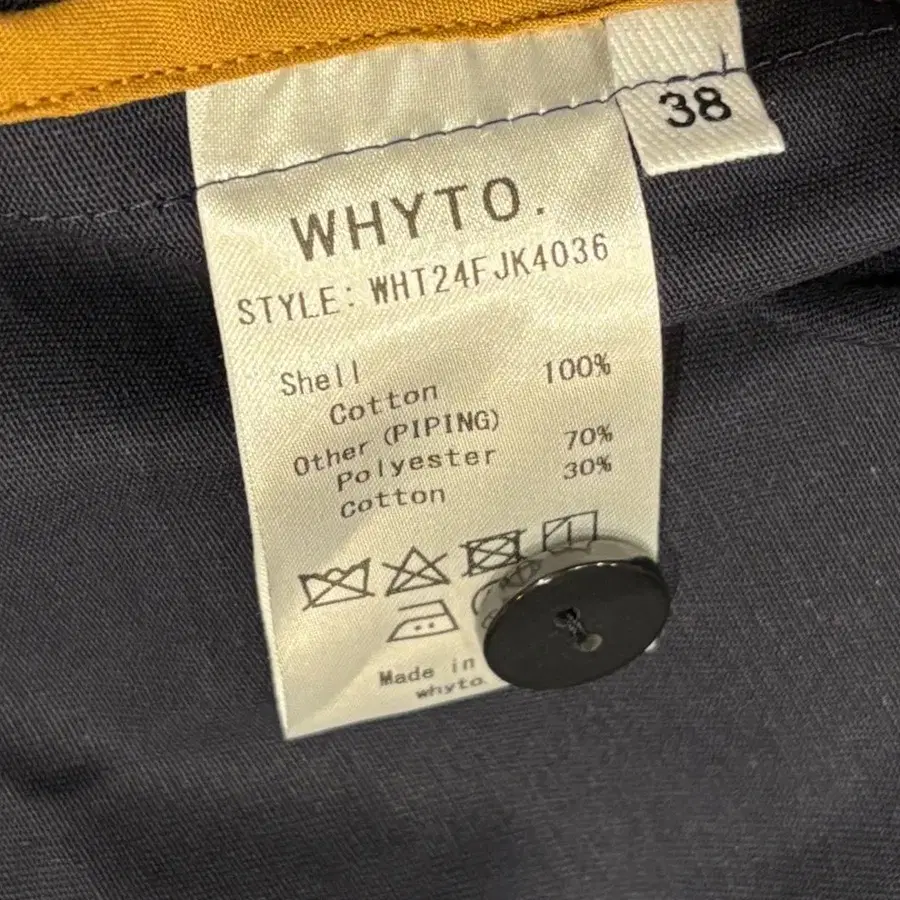 38
WHYTO.
STYLE: WHT24FJK4036
Shell
Cotton 100%
Other (PIPING)
Polyester 70%
Cotton 30%
Made in
whyto.